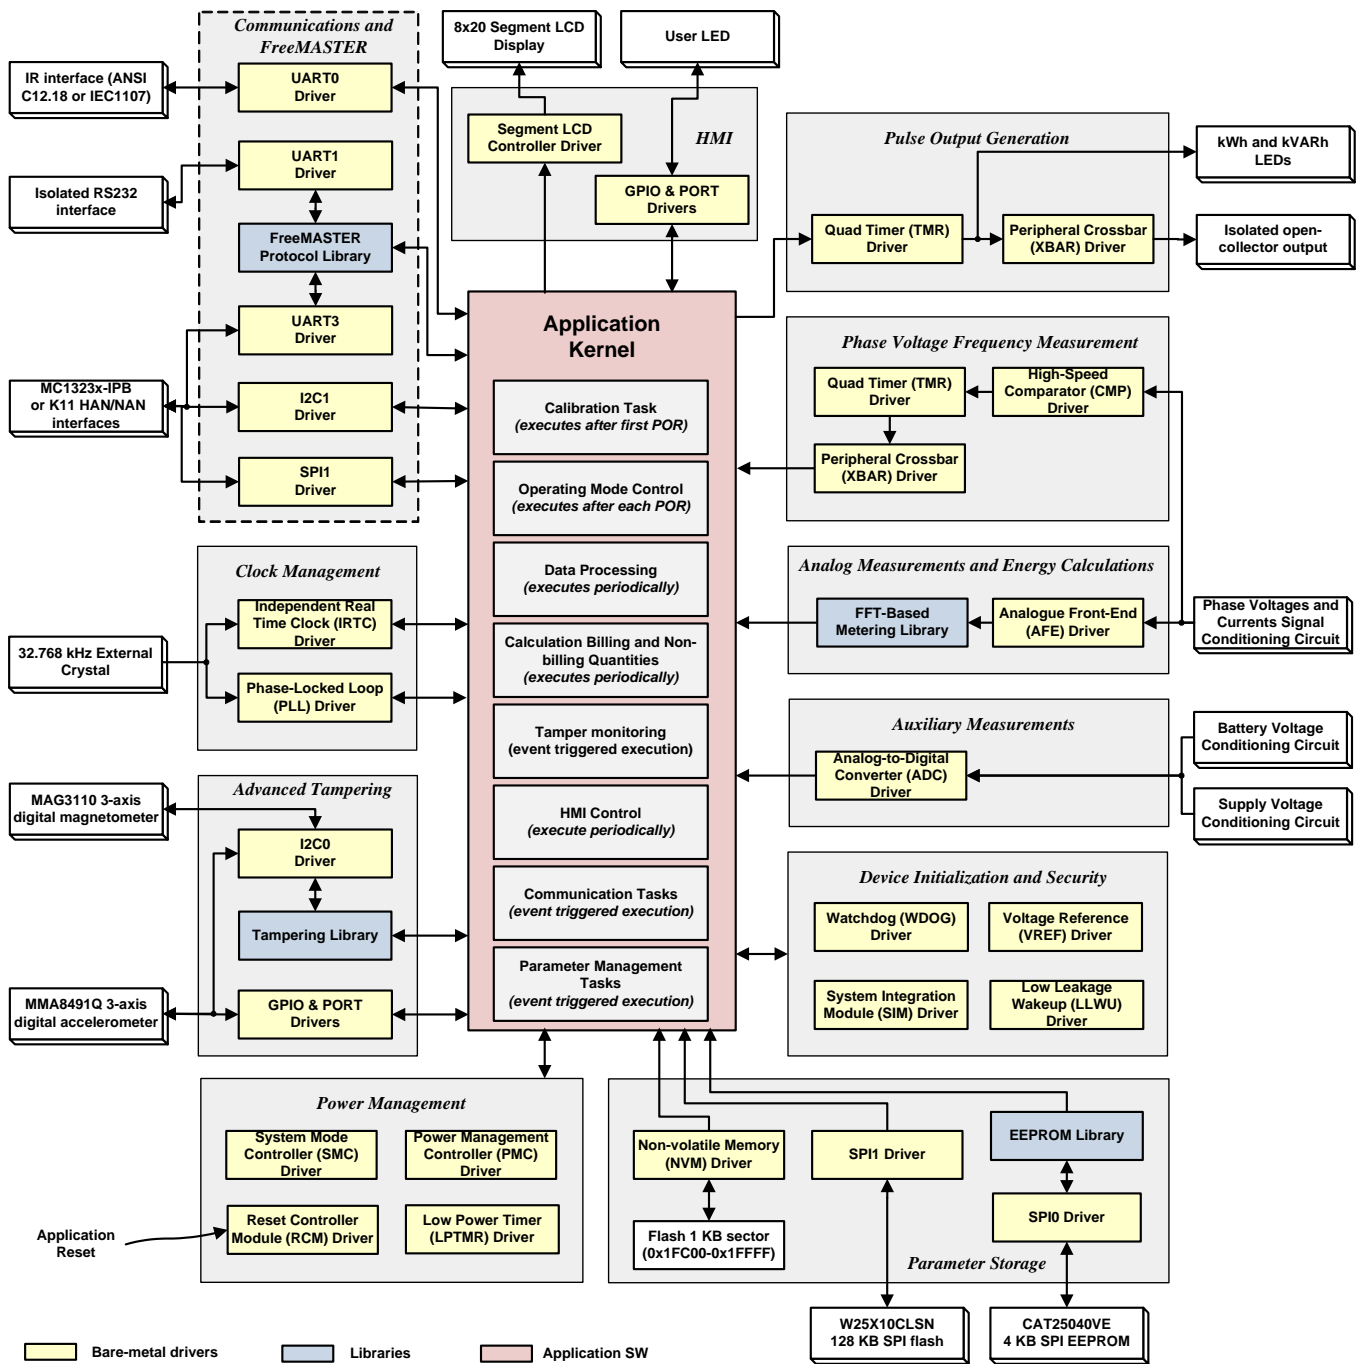 Communications and
FreeMASTER
IR interface (ANSI
C12.18 or IEC1107)
UART0
Driver
UART1
Driver
Isolated RS232
interface
FreeMASTER
Protocol Library
UART3
Driver
MC1323x-IPB
or K11 HAN/NAN
interfaces
I2C1
Driver
SPI1
Driver
8x20 Segment LCD
Display
User LED
Segment LCD
Controller Driver
HMI
GPIO & PORT
Drivers
Pulse Output Generation
kWh and kVARh
LEDs
Quad Timer (TMR)
Driver
Peripheral Crossbar
(XBAR) Driver
Isolated open-
collector output
Phase Voltage Frequency Measurement
Quad Timer (TMR)
Driver
High-Speed
Comparator (CMP)
Driver
Peripheral Crossbar
(XBAR) Driver
Application
Kernel
Calibration Task
(executes after first POR)
Operating Mode Control
(executes after each POR)
Data Processing
(executes periodically)
Calculation Billing and Non-
billing Quantities
(executes periodically)
Tamper monitoring
(event triggered execution)
HMI Control
(execute periodically)
Communication Tasks
(event triggered execution)
Parameter Management
Tasks
(event triggered execution)
Clock Management
Independent Real
Time Clock (IRTC)
Driver
32.768 kHz External
Crystal
Phase-Locked Loop
(PLL) Driver
Analog Measurements and Energy Calculations
FFT-Based
Metering Library
Analogue Front-End
(AFE) Driver
Phase Voltages and
Currents Signal
Conditioning Circuit
Auxiliary Measurements
Analog-to-Digital
Converter (ADC)
Driver
Battery Voltage
Conditioning Circuit
Supply Voltage
Conditioning Circuit
Advanced Tampering
MAG3110 3-axis
digital magnetometer
I2C0
Driver
Tampering Library
MMA8491Q 3-axis
digital accelerometer
GPIO & PORT
Drivers
Device Initialization and Security
Watchdog (WDOG)
Driver
Voltage Reference
(VREF) Driver
System Integration
Module (SIM) Driver
Low Leakage
Wakeup (LLWU)
Driver
Power Management
System Mode
Controller (SMC)
Driver
Power Management
Controller (PMC)
Driver
Application
Reset
Reset Controller
Module (RCM) Driver
Low Power Timer
(LPTMR) Driver
Non-volatile Memory
(NVM) Driver
SPI1 Driver
EEPROM Library
SPI0 Driver
Flash 1 KB sector
(0x1FC00-0x1FFFF)
Parameter Storage
W25X10CLSN
128 KB SPI flash
CAT25040VE
4 KB SPI EEPROM
Bare-metal drivers
Libraries
Application SW